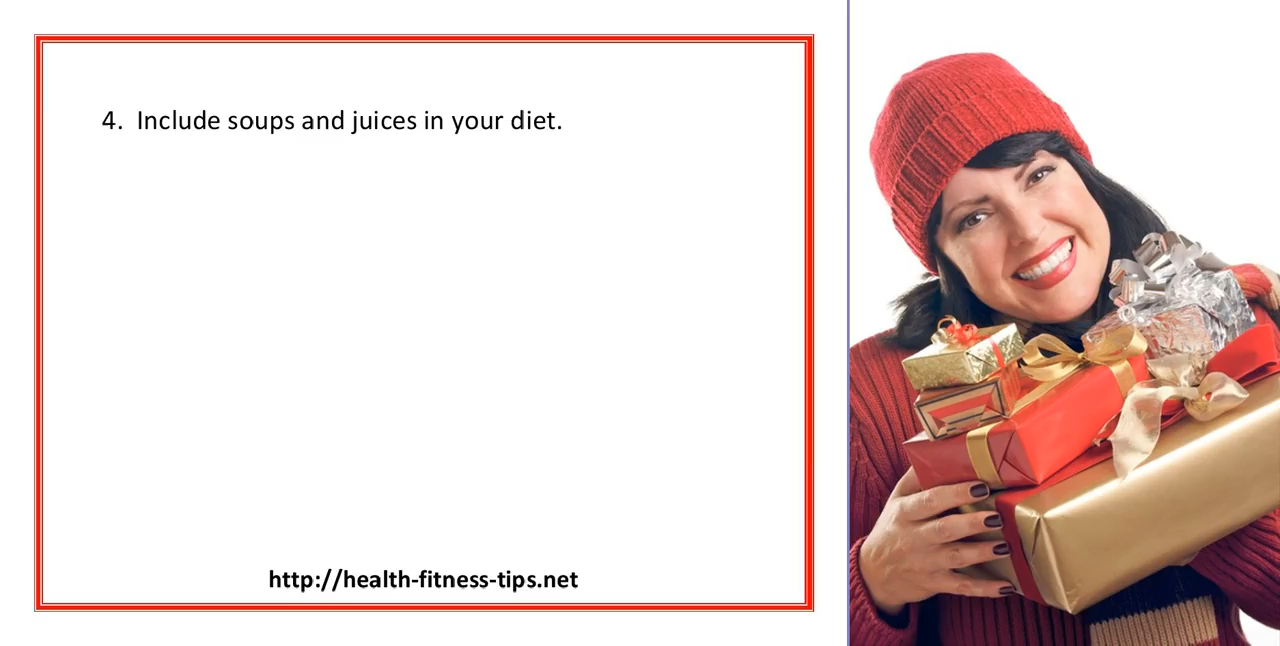 4. Include soups and juices in your diet.
http://health-fitness-tips.net